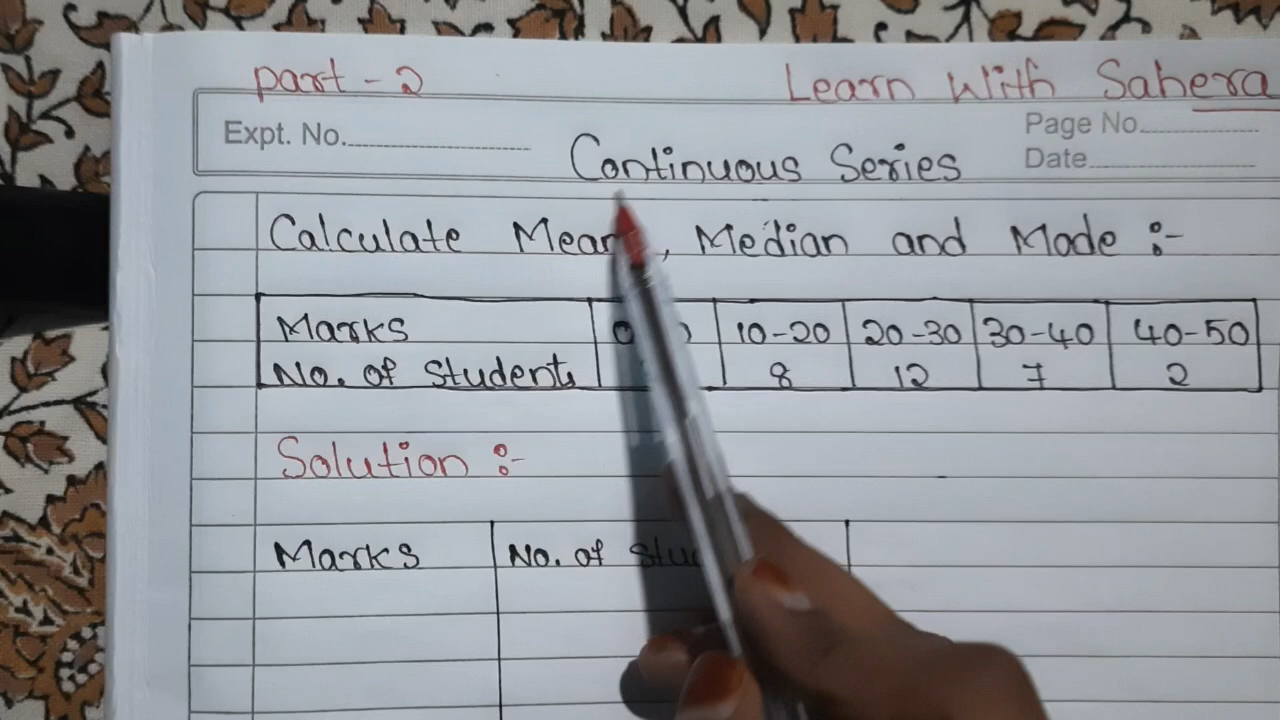 part - 2 Learn With Sahera
Expt. No. Page No.
Continuous Series
Date
Calculate Mean, Median and Mode :-
Marks 10-20 20-30 30-40 40-50
No. of Students 8 12 7 2
Solution :-
Marks No. of